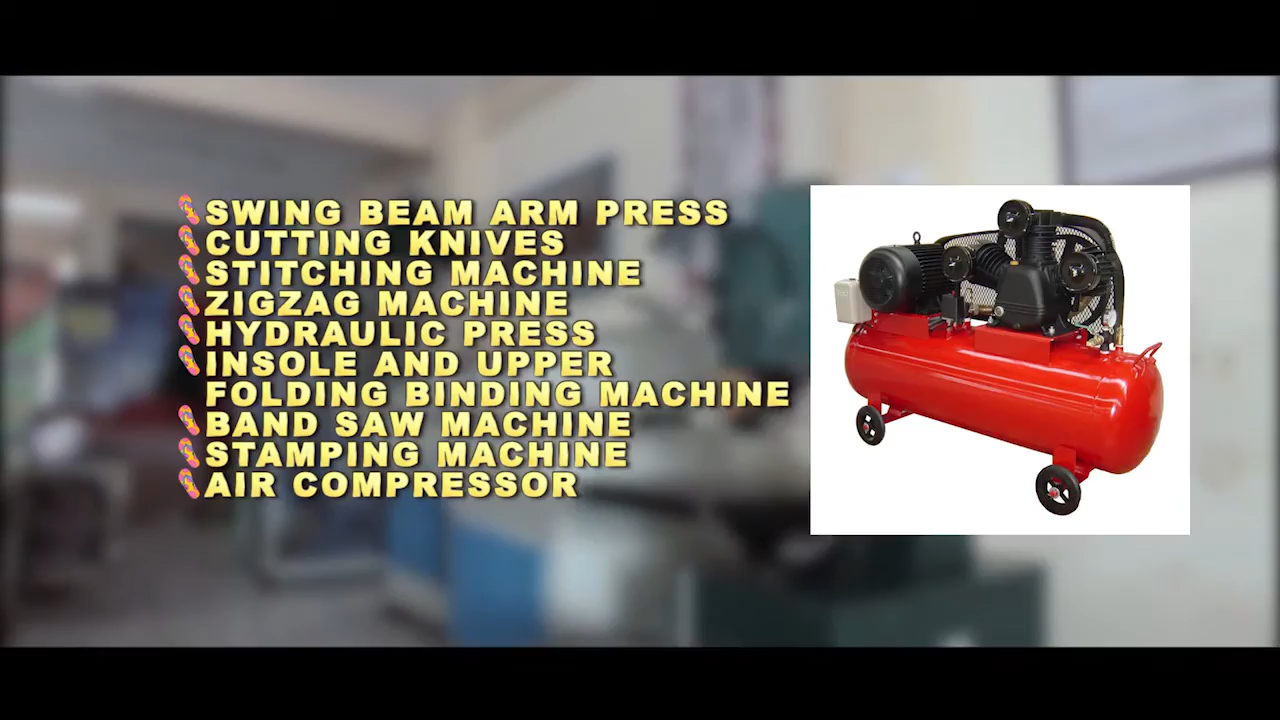 SWING BEAM ARM PRESS
CUTTING KNIVES
STITCHING MACHINE
ZIGZAG MACHINE
HYDRAULIC PRESS
INSOLE AND UPPER
FOLDING BINDING MACHINE
BAND SAW MACHINE
STAMPING MACHINE
AIR COMPRESSOR